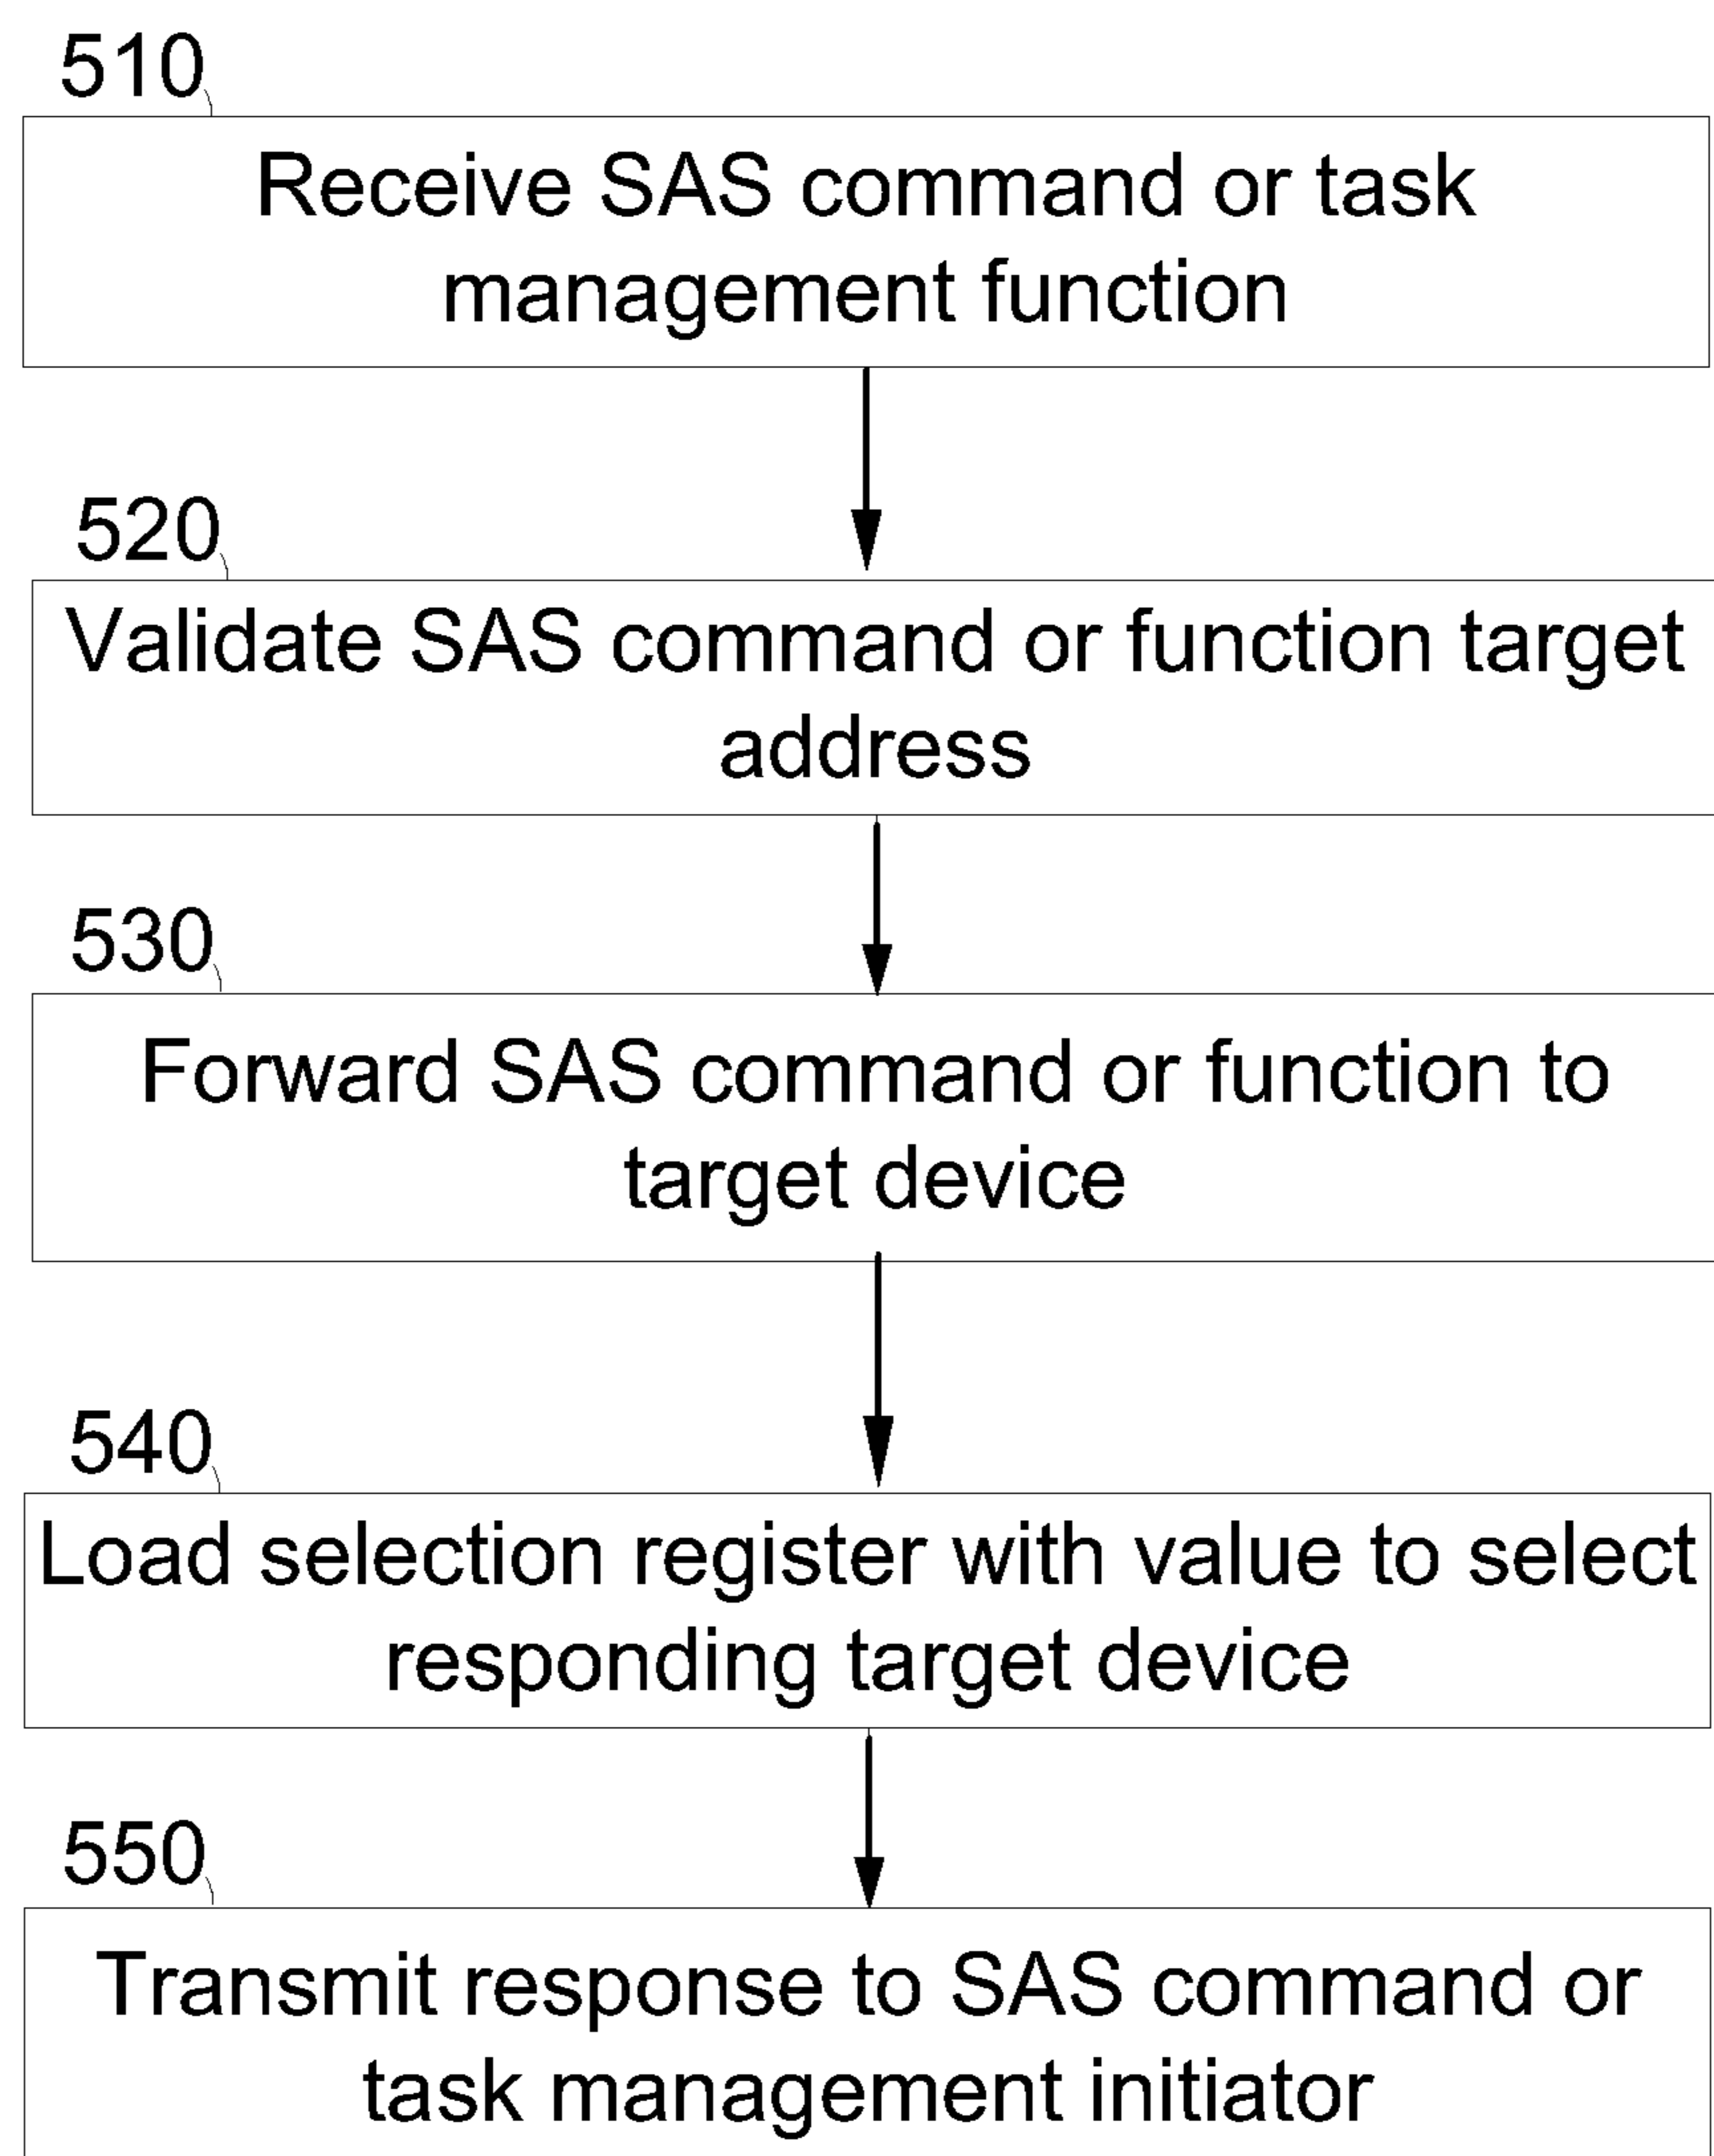 510
Receive SAS command or task
management function
520
Validate SAS command or function target
address
530
Forward SAS command or function to
target device
540
Load selection register with value to select
responding target device
550
Transmit response to SAS command or
task management initiator